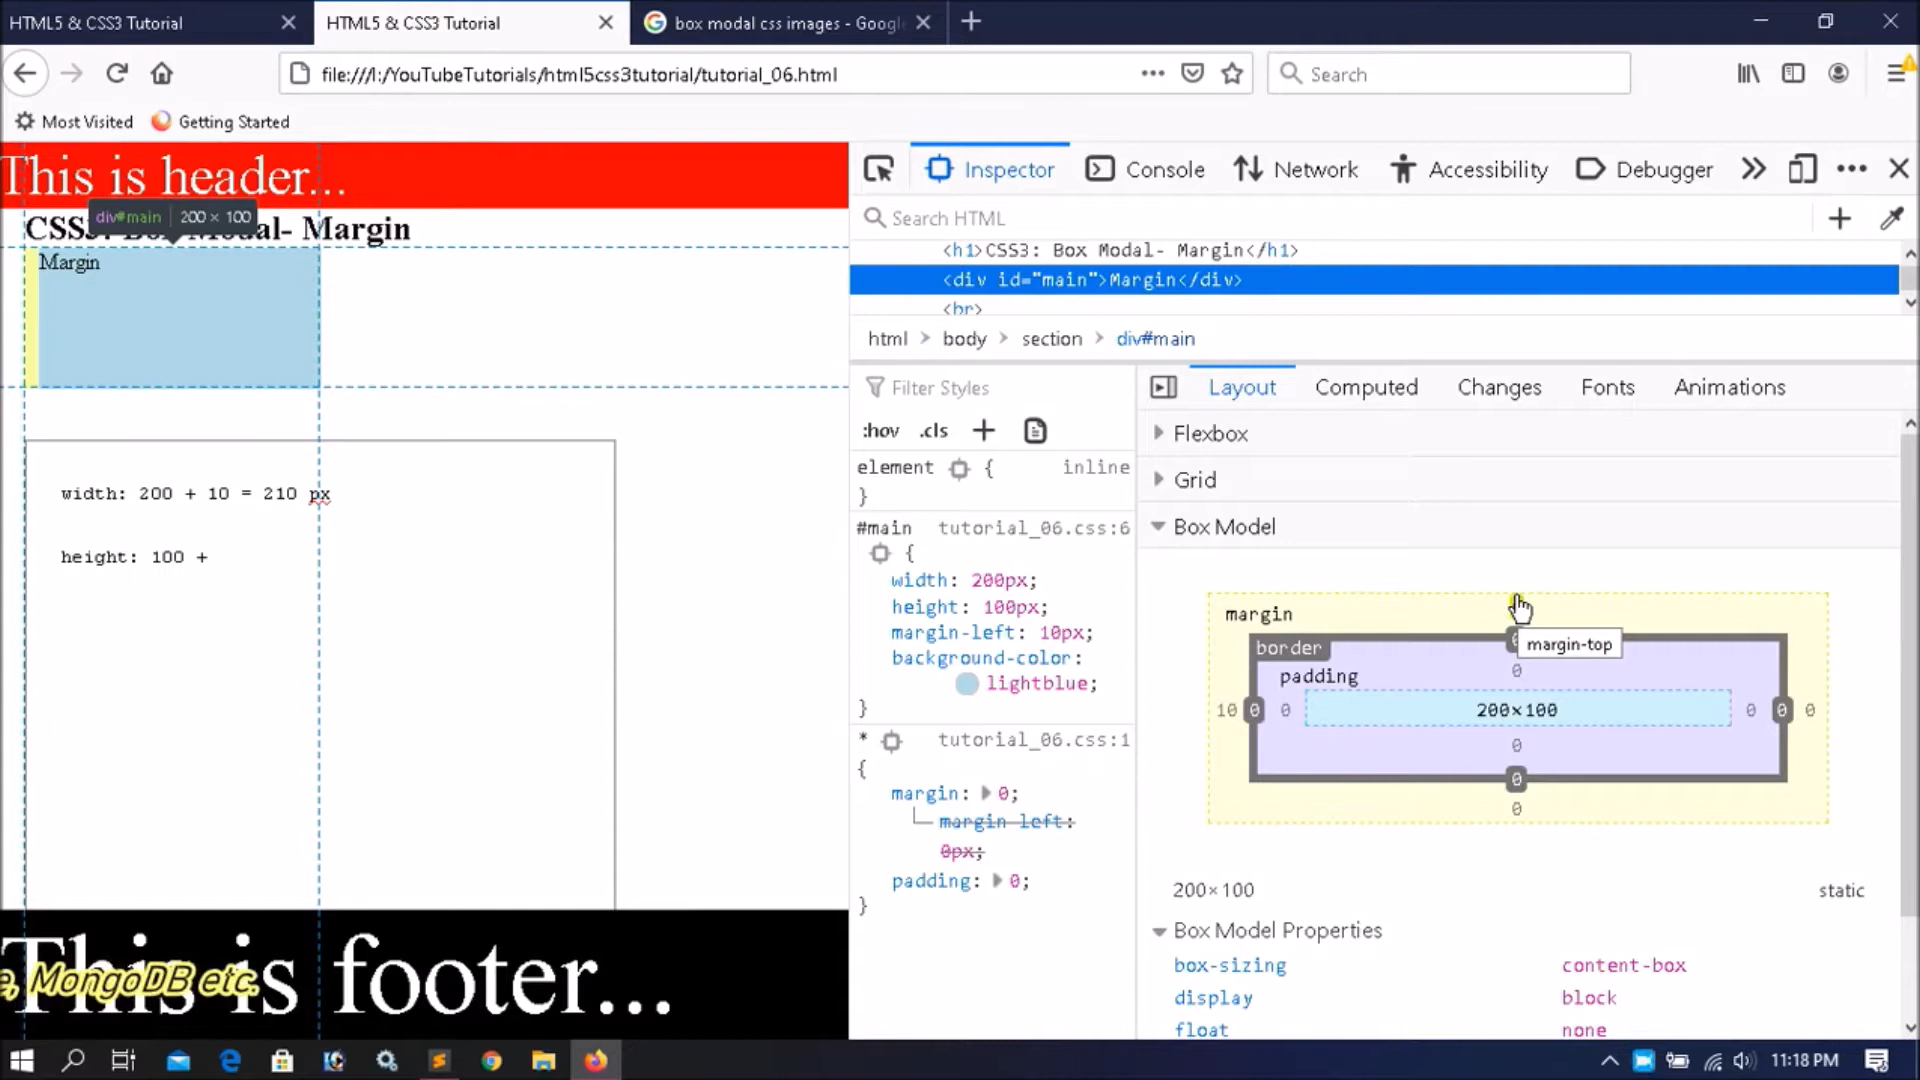 HTML5 & CSS3 Tutorial
HTML5 & CSS3 Tutorial
box modal css images - Googl
file:///I:/YouTubeTutorials/html5css3tutorial/tutorial_06.html
Search
Most Visited
Getting Started
This is header...
div#main 200 × 100
CSS3: Box Modal- Margin
Margin
width: 200 + 10 = 210 px
height: 100 +
This is footer...
e, MongoDB etc.
Inspector
Console
Network
Accessibility
Debugger
Search HTML
<h1>CSS3: Box Modal- Margin</h1>
<div id="main">Margin</div>
<br>
html > body > section > div#main
Filter Styles
:hov .cls
element { inline
}
#main tutorial_06.css:6
{
width: 200px;
height: 100px;
margin-left: 10px;
background-color:
lightblue;
}
* tutorial_06.css:1
{
margin: 0;
margin-left:
0px;
padding: 0;
}
Layout
Computed
Changes
Fonts
Animations
Flexbox
Grid
Box Model
margin
margin-top
border 0
padding 0
10 0 0 200×100 0 0 0
0
0
0
200×100 static
Box Model Properties
box-sizing content-box
display block
float none
11:18 PM